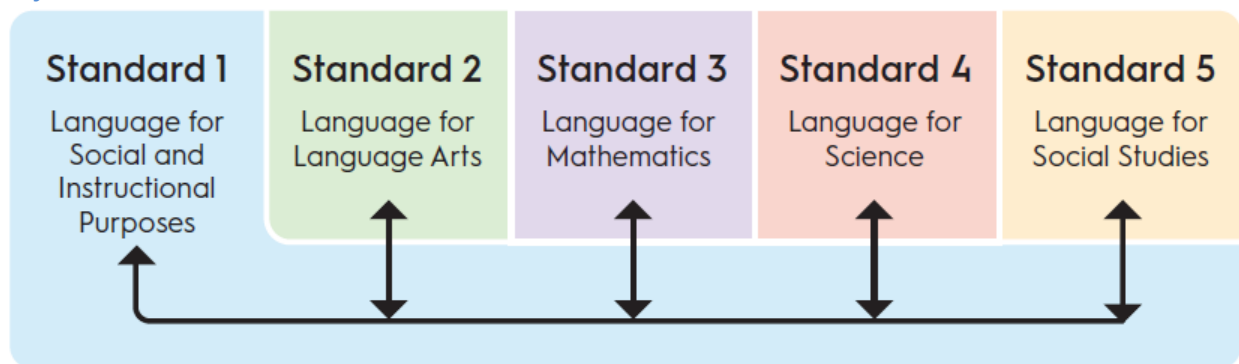 Standard 1
Language for
Social and
Instructional
Purposes
Standard 2
Language for
Language Arts
Standard 3
Language for
Mathematics
Standard 4
Language for
Science
Standard 5
Language for
Social Studies